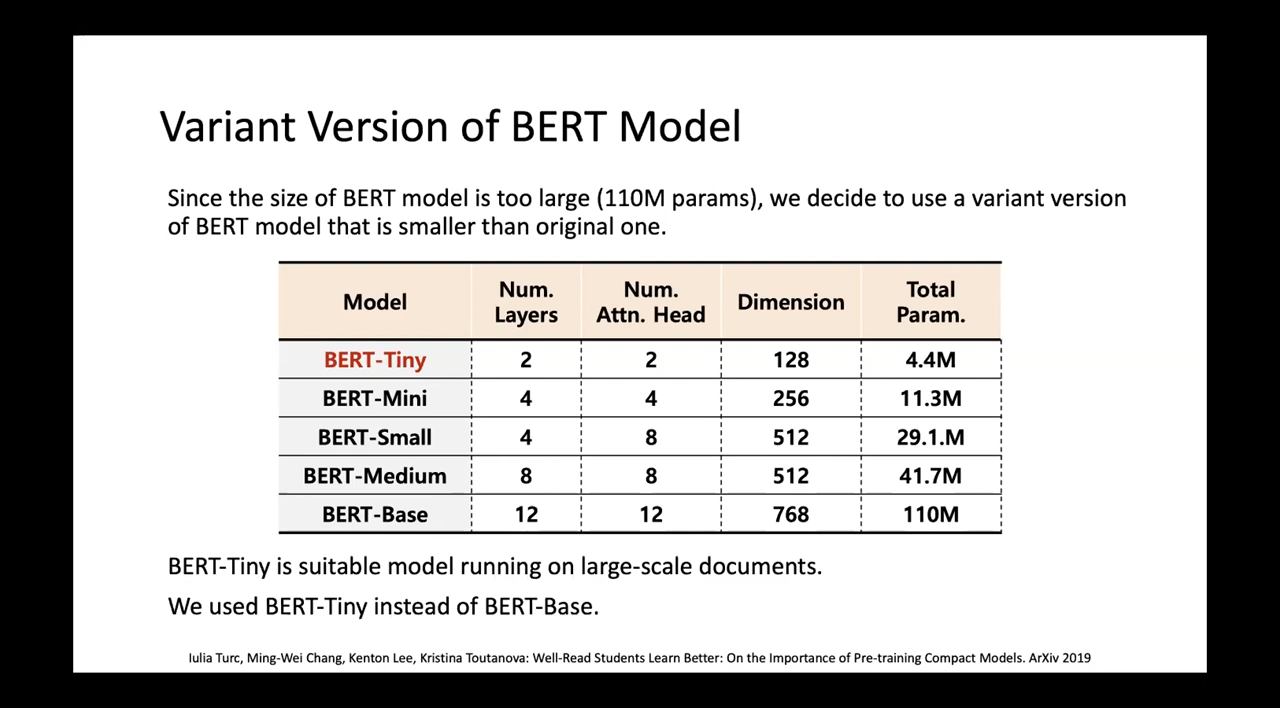 Variant Version of BERT Model
Since the size of BERT model is too large (110M params), we decide to use a variant version
of BERT model that is smaller than original one.
Model Num. Layers Num. Attn. Head Dimension Total Param.
BERT-Tiny 2 2 128 4.4M
BERT-Mini 4 4 256 11.3M
BERT-Small 4 8 512 29.1.M
BERT-Medium 8 8 512 41.7M
BERT-Base 12 12 768 110M
BERT-Tiny is suitable model running on large-scale documents.
We used BERT-Tiny instead of BERT-Base.
Iulia Turc, Ming-Wei Chang, Kenton Lee, Kristina Toutanova: Well-Read Students Learn Better: On the Importance of Pre-training Compact Models. ArXiv 2019